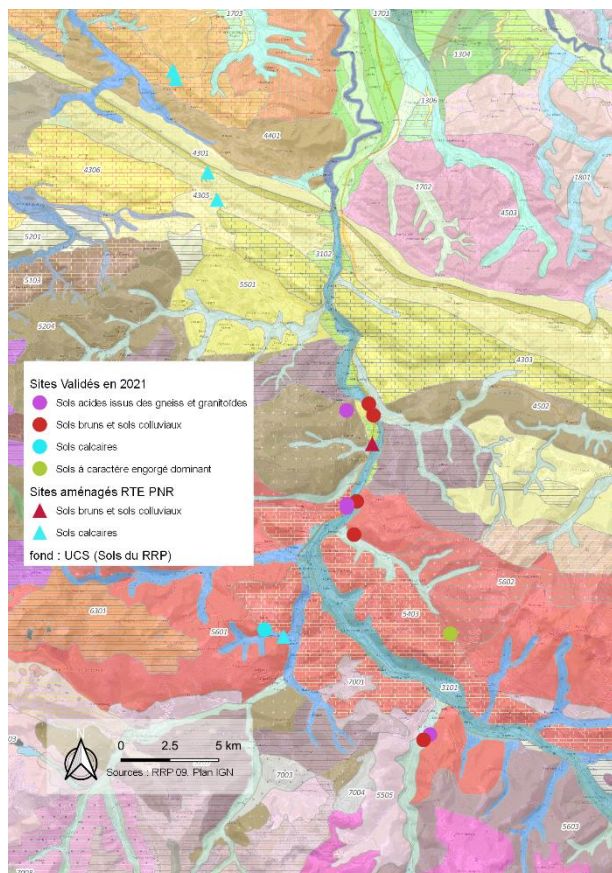 1703
1701
1304
1306
4401
4301
4306
4305
1702
1801
4503
5201
3102
5103
5501
5204
4303
Sites Validés en 2021
Sols acides issus des gneiss et granitoïdes
Sols bruns et sols colluviaux
Sols calcaires
Sols à caractère engorgé dominant
Sites aménagés RTE PNR
Sols bruns et sols colluviaux
Sols calcaires
fond : UCS (Sols du RRP)
4502
5602
6301
5403
5601
7001
3101
N
0 2.5 5 km
Sources : RRP 09. Plan IGN
7003
7004
5505
5603